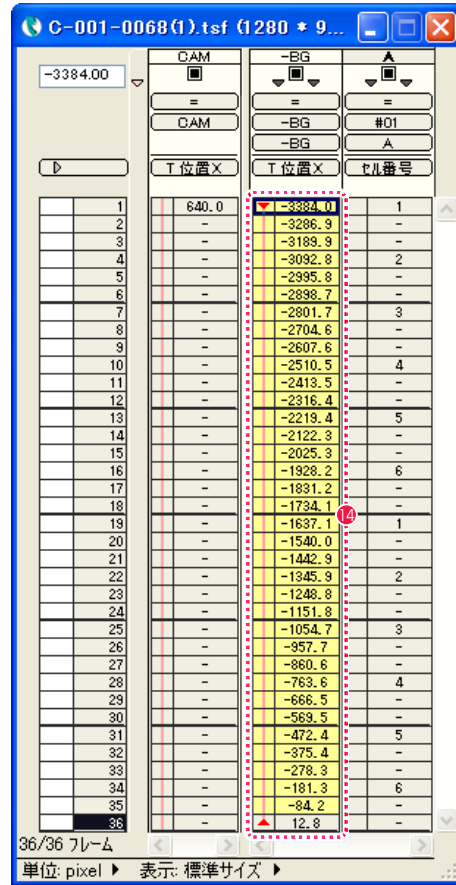 C-001-0068(1).tsf (1280 * 9...
CAM -BG A
-3384.00
= = =
CAM -BG #01
-BG A
T 位置X T 位置X セル番号
1 640.0 -3384.0 1
2 - -3286.9 -
3 - -3189.9 -
4 - -3092.8 2
5 - -2995.8 -
6 - -2898.7 -
7 - -2801.7 3
8 - -2704.6 -
9 - -2607.6 -
10 - -2510.5 4
11 - -2413.5 -
12 - -2316.4 -
13 - -2219.4 5
14 - -2122.3 -
15 - -2025.3 -
16 - -1928.2 6
17 - -1831.2 -
18 - -1734.1 -
14
19 - -1637.1 1
20 - -1540.0 -
21 - -1442.9 -
22 - -1345.9 2
23 - -1248.8 -
24 - -1151.8 -
25 - -1054.7 3
26 - -957.7 -
27 - -860.6 -
28 - -763.6 4
29 - -666.5 -
30 - -569.5 -
31 - -472.4 5
32 - -375.4 -
33 - -278.3 -
34 - -181.3 6
35 - -84.2 -
36 - 12.8 -
36/36 フレーム
単位: pixel 表示: 標準サイズ